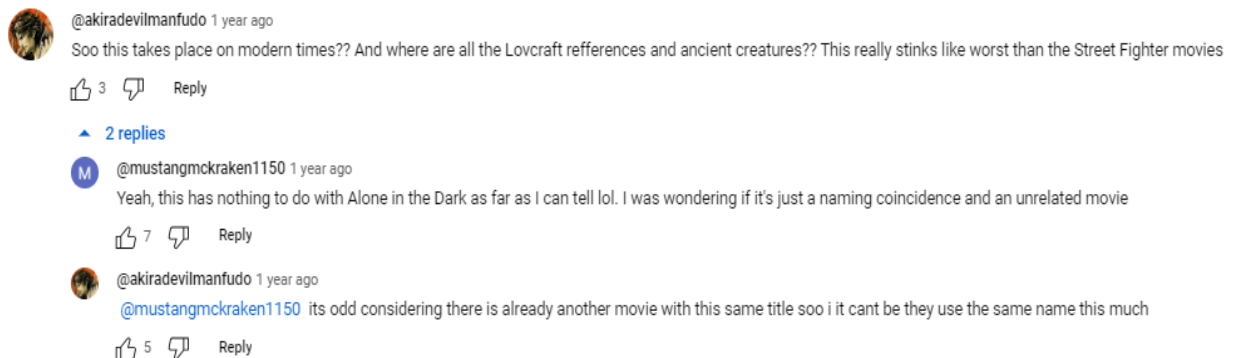 @akiradevilmanfudo 1 year ago
Soo this takes place on modern times?? And where are all the Lovcraft refferences and ancient creatures?? This really stinks like worst than the Street Fighter movies
3 Reply
2 replies
M @mustangmckraken1150 1 year ago
Yeah, this has nothing to do with Alone in the Dark as far as I can tell lol. I was wondering if it's just a naming coincidence and an unrelated movie
7 Reply
@akiradevilmanfudo 1 year ago
@mustangmckraken1150 its odd considering there is already another movie with this same title soo i it cant be they use the same name this much
5 Reply